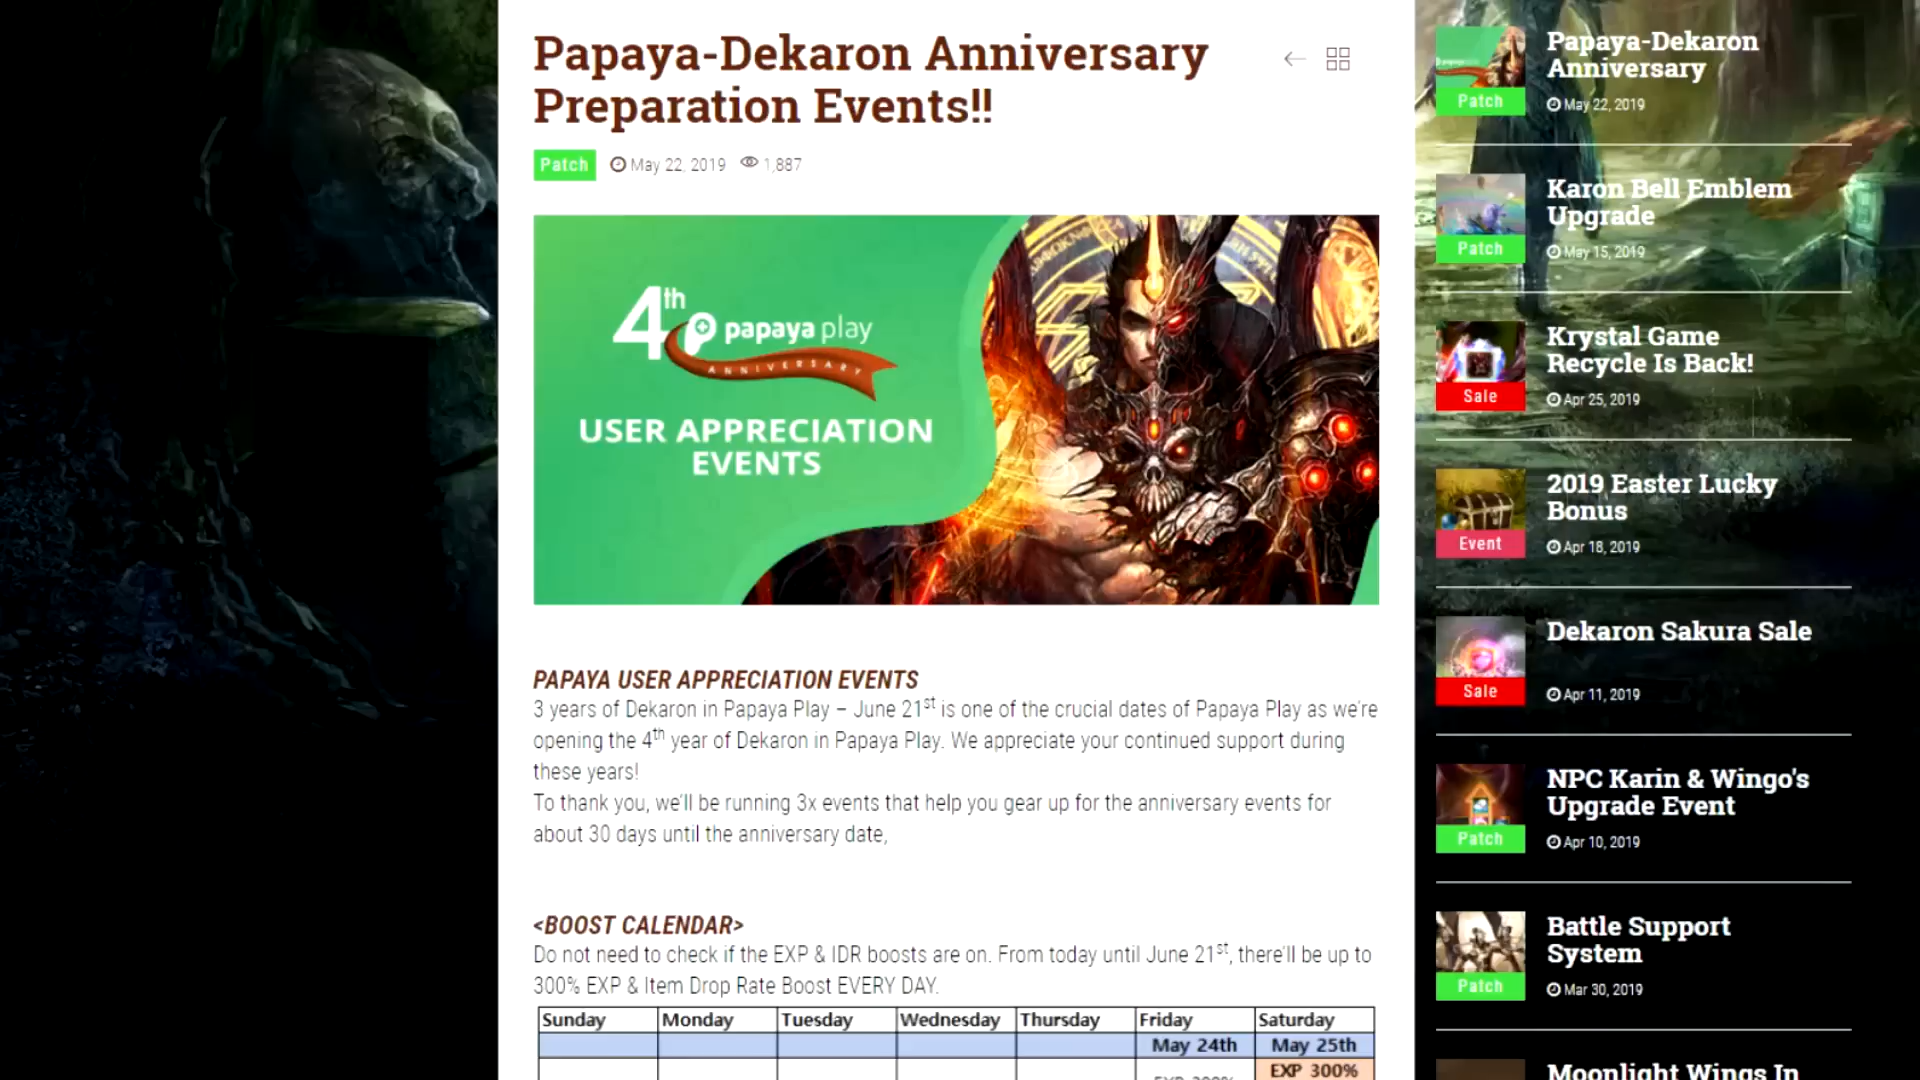 Papaya-Dekaron Anniversary
Preparation Events!!
Patch May 22, 2019 1,887
4th papaya play
ANNIVERSARY
USER APPRECIATION
EVENTS
PAPAYA USER APPRECIATION EVENTS
3 years of Dekaron in Papaya Play – June 21st is one of the crucial dates of Papaya Play as we're
opening the 4th year of Dekaron in Papaya Play. We appreciate your continued support during
these years!
To thank you, we'll be running 3x events that help you gear up for the anniversary events for
about 30 days until the anniversary date,
<BOOST CALENDAR>
Do not need to check if the EXP & IDR boosts are on. From today until June 21st, there'll be up to
300% EXP & Item Drop Rate Boost EVERY DAY.
Sunday Monday Tuesday Wednesday Thursday Friday Saturday
May 24th May 25th
EXP 300%
Papaya-Dekaron
Anniversary
Patch
May 22, 2019
Karon Bell Emblem
Upgrade
Patch
May 15, 2019
Krystal Game
Recycle Is Back!
Sale
Apr 25, 2019
2019 Easter Lucky
Bonus
Event
Apr 18, 2019
Dekaron Sakura Sale
Sale
Apr 11, 2019
NPC Karin & Wingo's
Upgrade Event
Patch
Apr 10, 2019
Battle Support
System
Patch
Mar 30, 2019
Moonlight Wings In